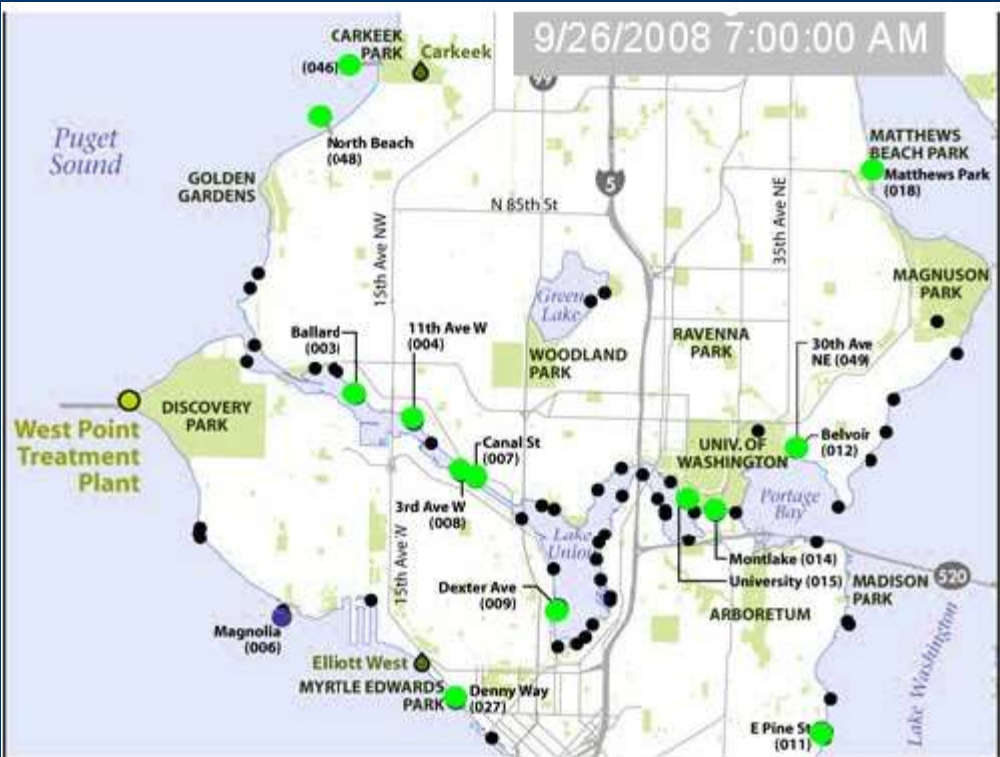 9/26/2008 7:00:00 AM
CARKEEK
PARK
(046)
Carkeek
99
Puget
Sound
North Beach
(048)
MATTHEWS
BEACH PARK
Matthews Park
(018)
GOLDEN
GARDENS
5
N 85th St
15th Ave NW
35th Ave NE
MAGNUSON
PARK
Green
Lake
Ballard
(003)
11th Ave W
(004)
RAVENNA
PARK
30th Ave
NE (049)
WOODLAND
PARK
DISCOVERY
PARK
West Point
Treatment
Plant
Canal St
(007)
UNIV. OF
WASHINGTON
Belvoir
(012)
3rd Ave W
(008)
Portage
Bay
Lake
Union
15th Ave W
Montlake (014)
University (015)
520
MADISON
PARK
Dexter Ave
(009)
ARBORETUM
Magnolia
(006)
Elliott West
MYRTLE EDWARDS
PARK
Denny Way
(027)
Lake Washington
E Pine St
(011)